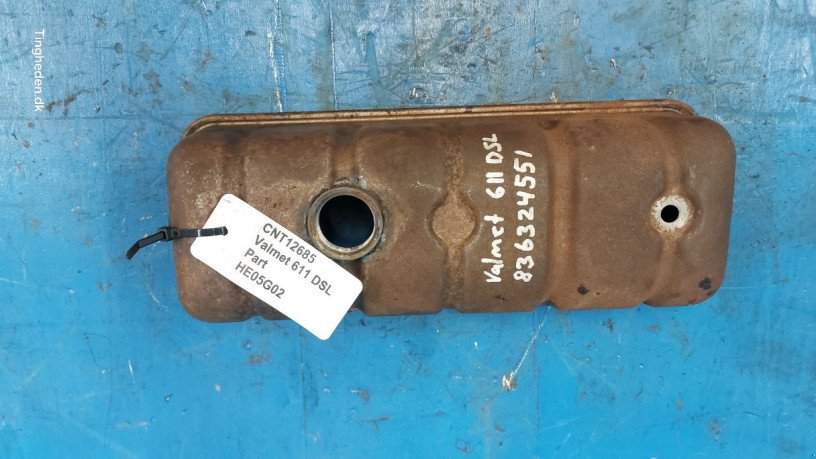 Tingheden.dk
CNT12685
Valmet 611 DSL
Part
HE05G02
Valmet 611 DSL
836324551